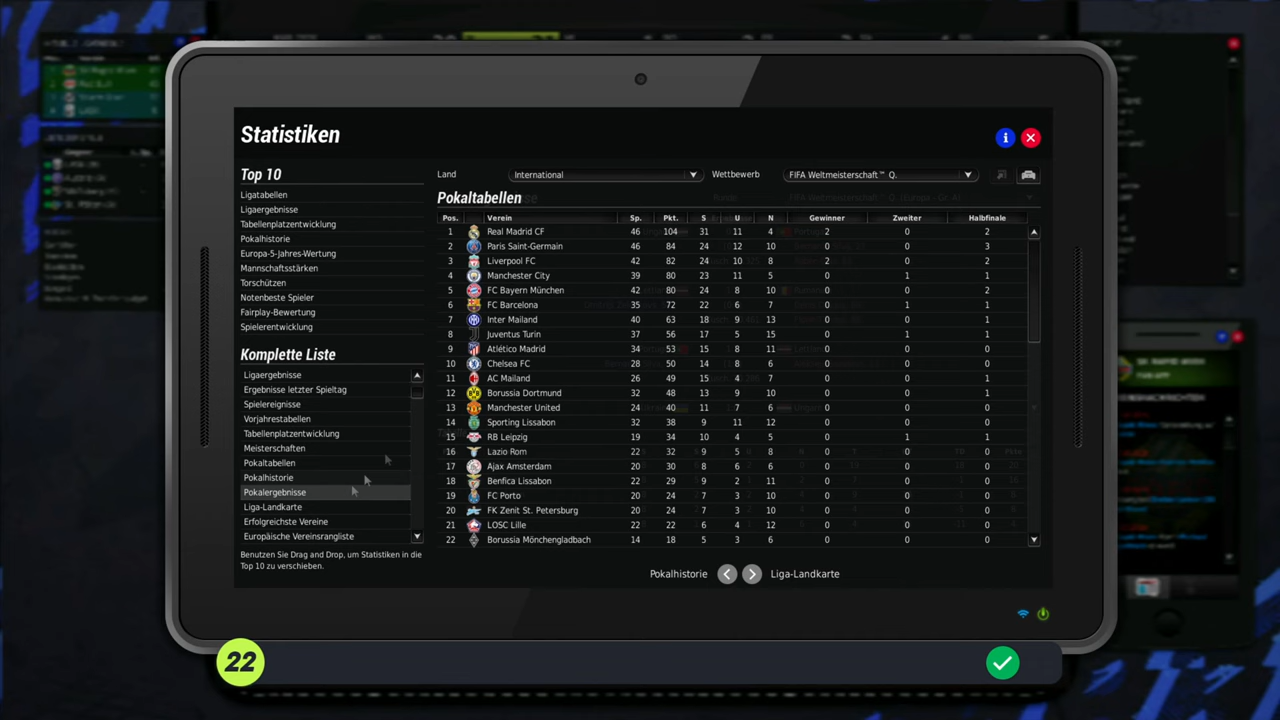 Statistiken
Top 10
Ligatabellen
Ligaergebnisse
Tabellenplatzentwicklung
Pokalhistorie
Europa-5-Jahres-Wertung
Mannschaftsstärken
Torschützen
Notenbeste Spieler
Fairplay-Bewertung
Spielerentwicklung
Komplette Liste
Ligaergebnisse
Ergebnisse letzter Spieltag
Spielereignisse
Vorjahrestabellen
Tabellenplatzentwicklung
Meisterschaften
Pokaltabellen
Pokalhistorie
Pokalergebnisse
Liga-Landkarte
Erfolgreichste Vereine
Europäische Vereinsrangliste
Benutzen Sie Drag and Drop, um Statistiken in die
Top 10 zu verschieben.
Land International Wettbewerb FIFA Weltmeisterschaft™ Q.
Pokaltabellen
Pos. Verein Sp. Pkt. S U N Gewinner Zweiter Halbfinale
1 Real Madrid CF 46 104 31 11 4 2 0 2
2 Paris Saint-Germain 46 84 24 12 10 0 0 3
3 Liverpool FC 42 82 24 10 8 2 0 2
4 Manchester City 39 80 23 11 5 0 1 1
5 FC Bayern München 42 80 24 8 10 0 0 2
6 FC Barcelona 35 72 22 6 7 0 1 1
7 Inter Mailand 40 63 18 9 13 0 0 1
8 Juventus Turin 37 56 17 5 15 0 1 1
9 Atlético Madrid 34 53 15 8 11 0 0 0
10 Chelsea FC 28 50 14 8 6 0 0 0
11 AC Mailand 26 49 15 4 7 0 0 1
12 Borussia Dortmund 32 48 13 9 10 0 0 1
13 Manchester United 24 40 11 7 6 0 0 0
14 Sporting Lissabon 32 38 9 11 12 0 0 0
15 RB Leipzig 19 34 10 4 5 0 1 1
16 Lazio Rom 22 32 9 5 8 0 0 0
17 Ajax Amsterdam 20 30 8 6 6 0 0 0
18 Benfica Lissabon 22 29 9 2 11 0 0 0
19 FC Porto 20 24 7 3 10 0 0 0
20 FK Zenit St. Petersburg 20 24 7 3 10 0 0 0
21 LOSC Lille 22 22 6 4 12 0 0 0
22 Borussia Mönchengladbach 14 18 5 3 6 0 0 0
Pokalhistorie Liga-Landkarte
22